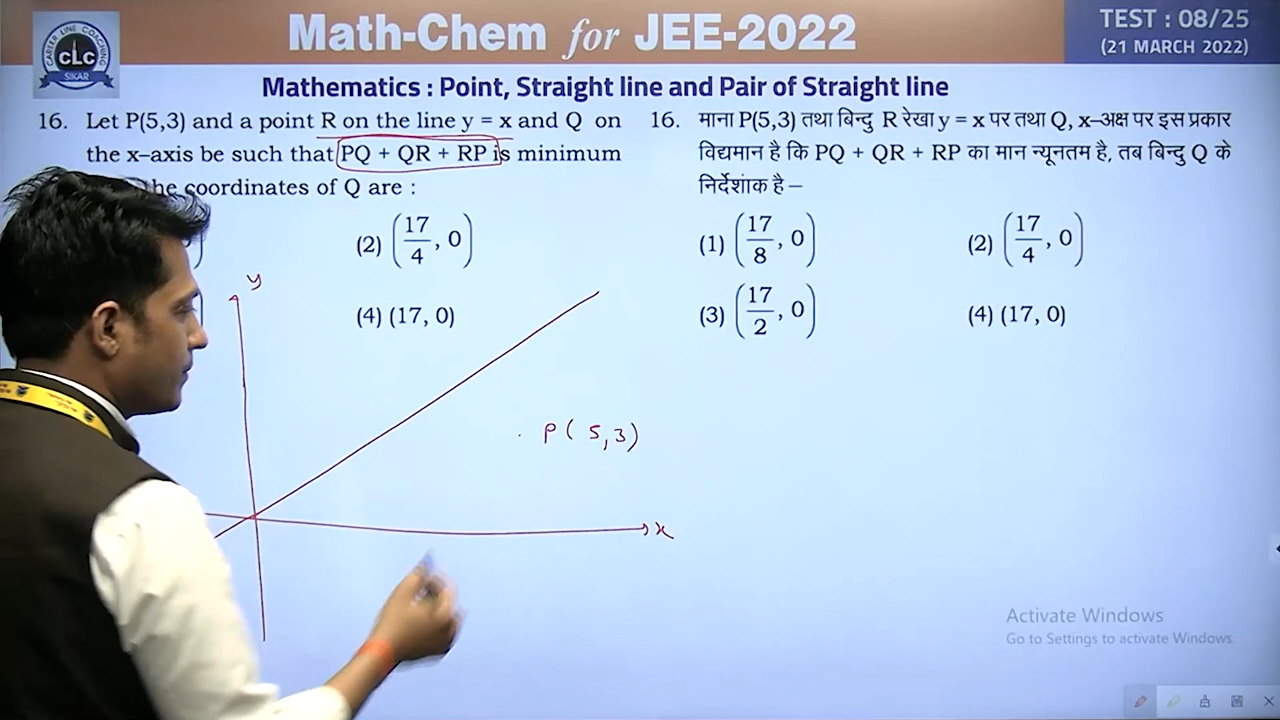 CAREER LINE COACHING
CLC
SIKAR
Math-Chem for JEE-2022
TEST : 08/25
(21 MARCH 2022)
Mathematics : Point, Straight line and Pair of Straight line
16. Let P(5,3) and a point R on the line y = x and Q on
the x–axis be such that PQ + QR + RP is minimum
the coordinates of Q are :
(2) (17/4, 0)
(4) (17, 0)
16. माना P(5,3) तथा बिन्दु R रेखा y = x पर तथा Q, x–अक्ष पर इस प्रकार
विद्यमान है कि PQ + QR + RP का मान न्यूनतम है, तब बिन्दु Q के
निर्देशांक है –
(1) (17/8, 0) (2) (17/4, 0)
(3) (17/2, 0) (4) (17, 0)
y
P( 5,3)
x
Activate Windows
Go to Settings to activate Windows.